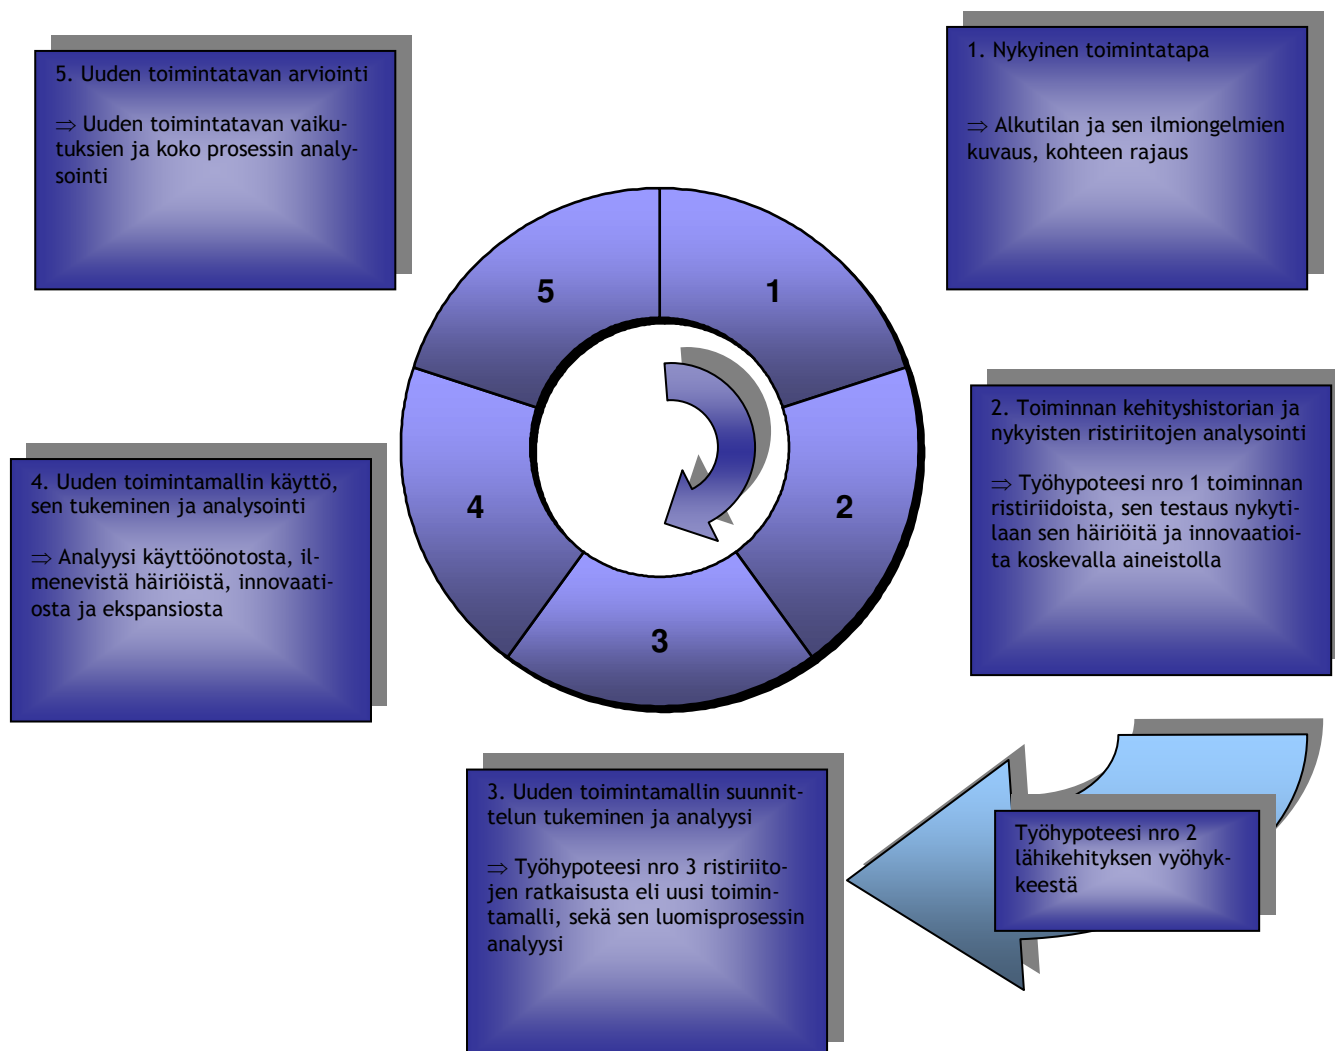 1. Nykyinen toimintatapa
⇒ Alkutilan ja sen ilmiongelmien
kuvaus, kohteen rajaus
2. Toiminnan kehityshistorian ja
nykyisten ristiriitojen analysointi
⇒ Työhypoteesi nro 1 toiminnan
ristiriidoista, sen testaus nykyti-
laan sen häiriöitä ja innovaatioi-
ta koskevalla aineistolla
Työhypoteesi nro 2
lähikehityksen vyöhyk-
keestä
3. Uuden toimintamallin suunnit-
telun tukeminen ja analyysi
⇒ Työhypoteesi nro 3 ristiriito-
jen ratkaisusta eli uusi toimin-
tamalli, sekä sen luomisprosessin
analyysi
4. Uuden toimintamallin käyttö,
sen tukeminen ja analysointi
⇒ Analyysi käyttöönotosta, il-
menevistä häiriöistä, innovaati-
osta ja ekspansiosta
5. Uuden toimintatavan arviointi
⇒ Uuden toimintatavan vaiku-
tuksien ja koko prosessin analy-
sointi
1
2
3
4
5